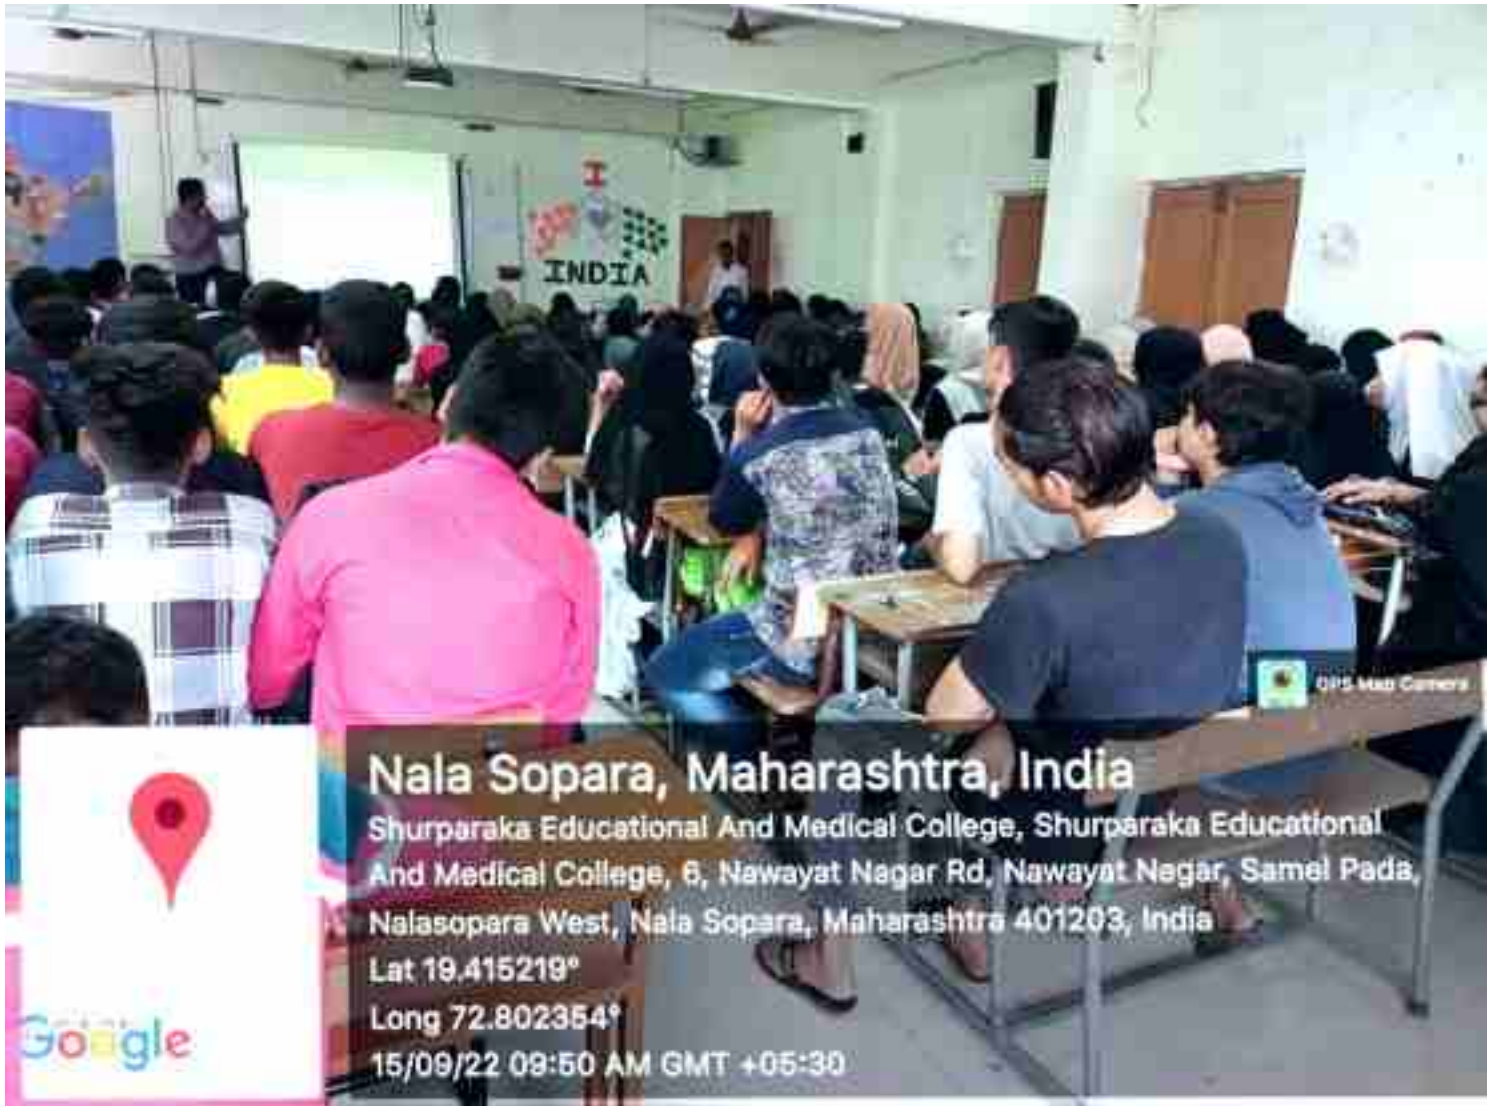 INDIA
GPS Map Camera
Nala Sopara, Maharashtra, India
Shurparaka Educational And Medical College, Shurparaka Educational
And Medical College, 6, Nawayat Nagar Rd, Nawayat Negar, Samel Pada,
Nalasopara West, Nala Sopara, Maharashtra 401203, India
Lat 19.415219°
Long 72.802354°
15/09/22 09:50 AM GMT +05:30
Google